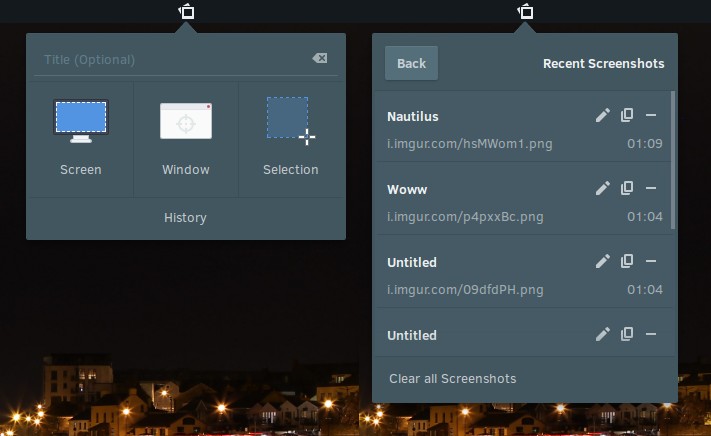 Title (Optional)
Screen
Window
Selection
History
Back
Recent Screenshots
Nautilus
i.imgur.com/hsMWom1.png
01:09
Woww
i.imgur.com/p4pxxBc.png
01:04
Untitled
i.imgur.com/09dfdPH.png
01:04
Untitled
Clear all Screenshots